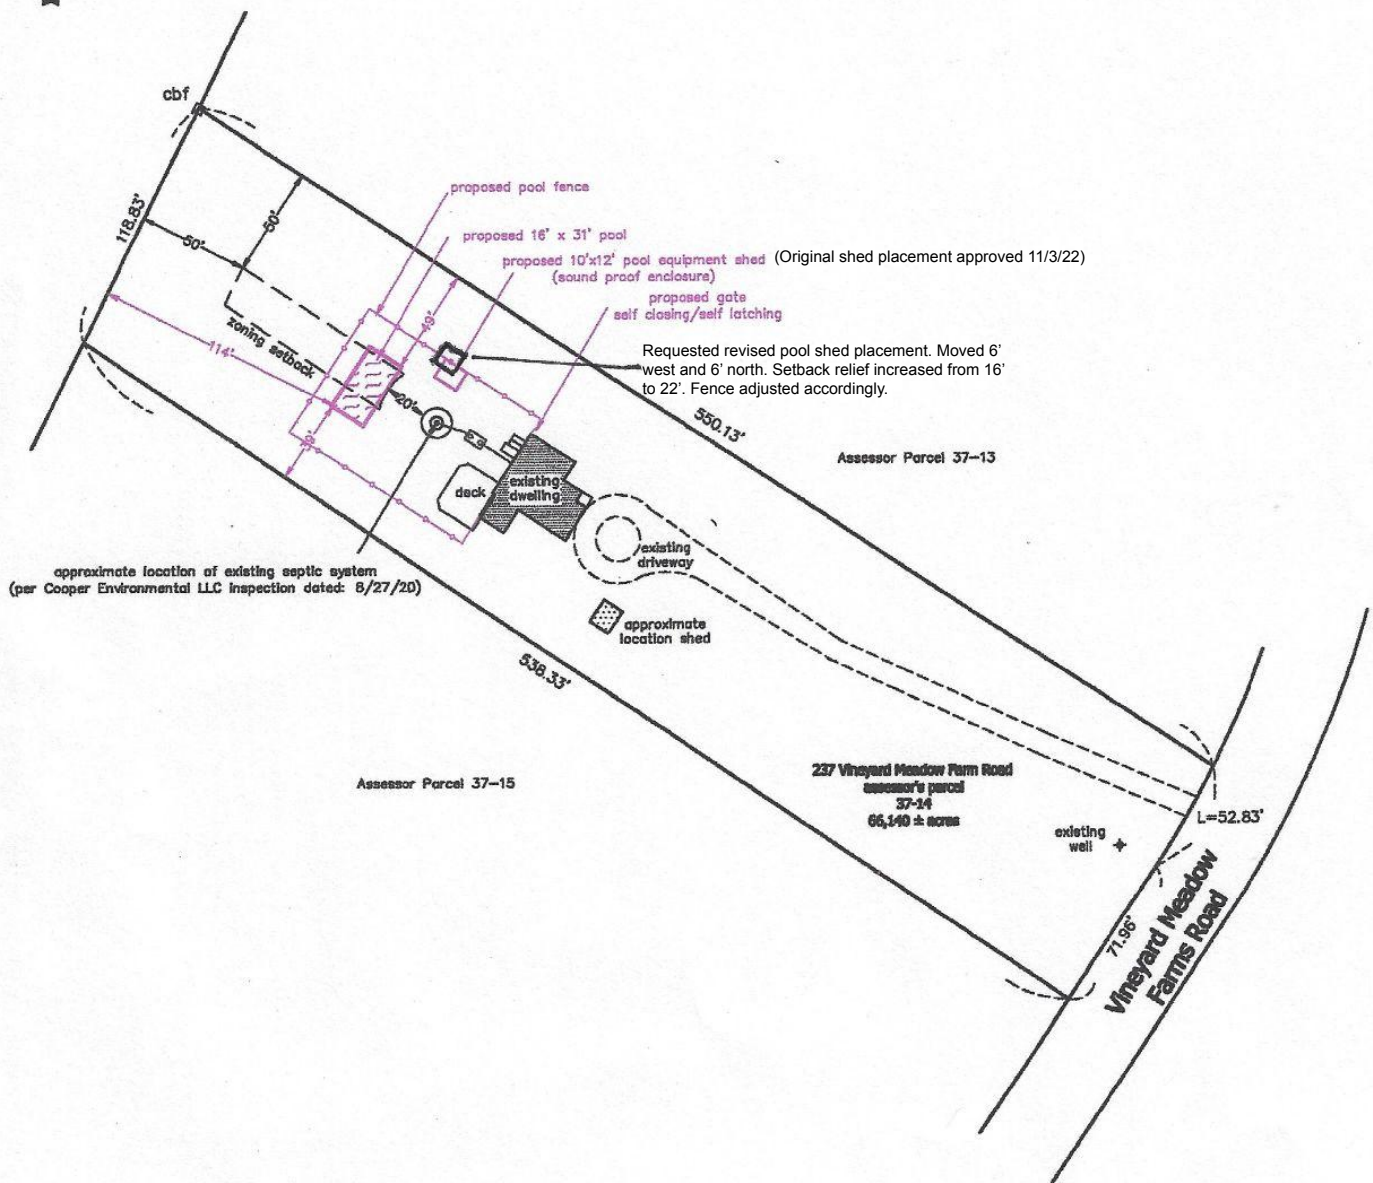 cbf
118.83'
50'
50'
proposed pool fence
proposed 16' x 31' pool
proposed 10'x12' pool equipment shed (Original shed placement approved 11/3/22)
(sound proof enclosure)
proposed gate
self closing/self latching
Requested revised pool shed placement. Moved 6'
west and 6' north. Setback relief increased from 16'
to 22'. Fence adjusted accordingly.
49'
zoning setback
114'
20'
550.13'
Assessor Parcel 37-13
deck
existing
dwelling
existing
driveway
approximate location of existing septic system
(per Cooper Environmental LLC inspection dated: 8/27/20)
approximate
location shed
538.33'
Assessor Parcel 37-15
237 Vineyard Meadow Farm Road
assessor's parcel
37-14
66,140 ± acres
existing
well
L=52.83'
71.96'
Vineyard Meadow
Farms Road